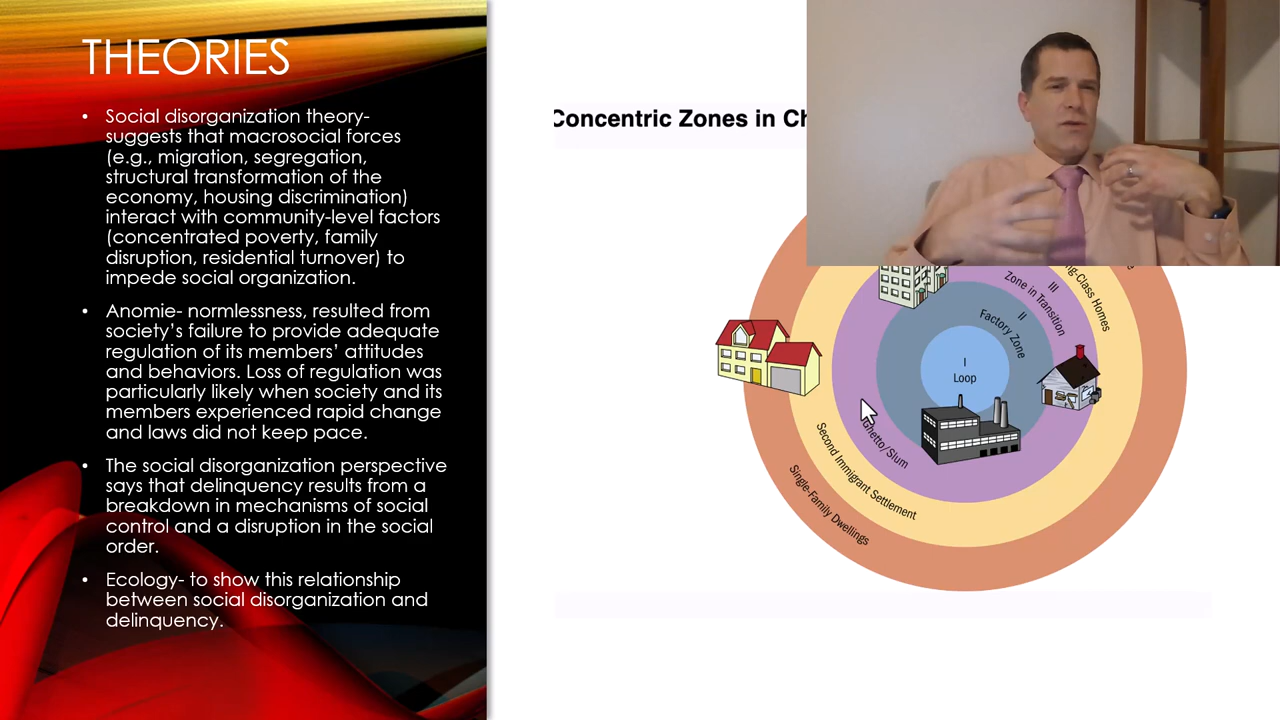 THEORIES
• Social disorganization theory-
suggests that macrosocial forces
(e.g., migration, segregation,
structural transformation of the
economy, housing discrimination)
interact with community-level factors
(concentrated poverty, family
disruption, residential turnover) to
impede social organization.
• Anomie- normlessness, resulted from
society's failure to provide adequate
regulation of its members' attitudes
and behaviors. Loss of regulation was
particularly likely when society and its
members experienced rapid change
and laws did not keep pace.
• The social disorganization perspective
says that delinquency results from a
breakdown in mechanisms of social
control and a disruption in the social
order.
• Ecology- to show this relationship
between social disorganization and
delinquency.
Concentric Zones in
III
Zone in Transition
Homes
II
Factory Zone
I
Loop
Slum
Second Immigrant Settlement
Single-Family Dwellings